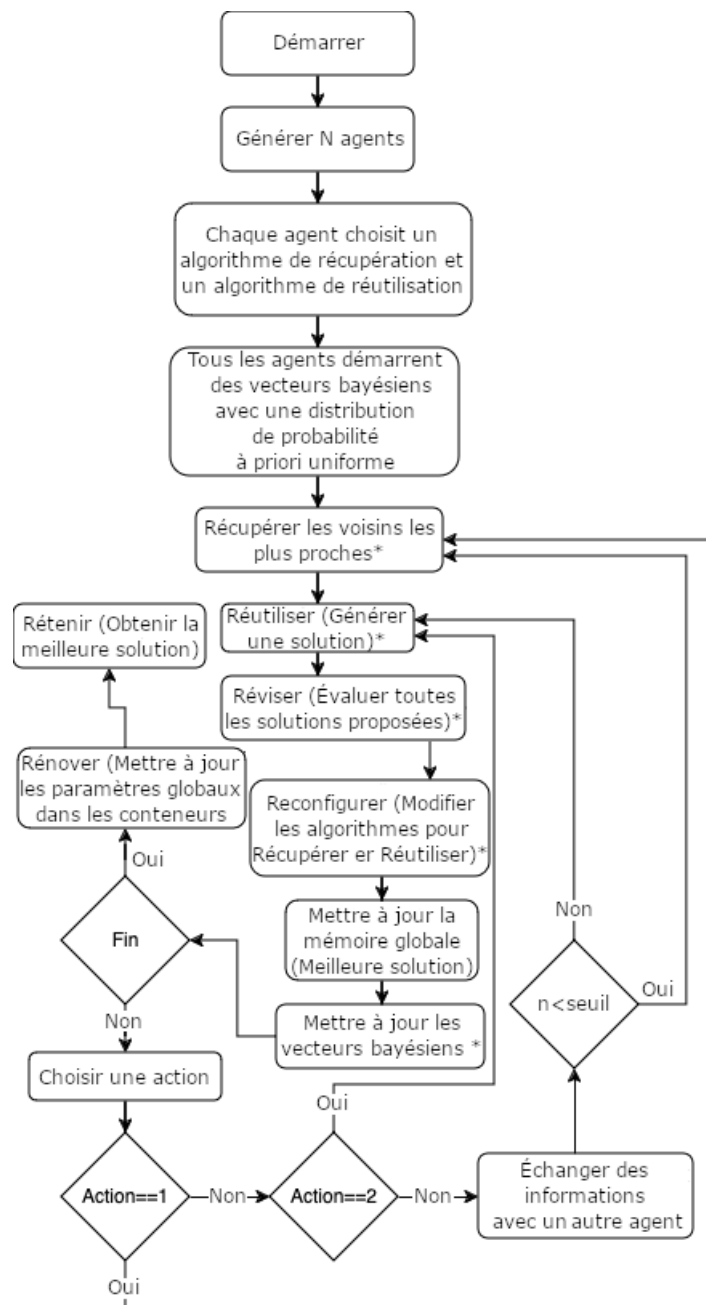 Démarrer
Générer N agents
Chaque agent choisit un
algorithme de récupération et
un algorithme de réutilisation
Tous les agents démarrent
des vecteurs bayésiens
avec une distribution
de probabilité
à priori uniforme
Récupérer les voisins les
plus proches*
Réutiliser (Générer
une solution)*
Rétenir (Obtenir la
meilleure solution)
Réviser (Évaluer toutes
les solutions proposées)*
Rénover (Mettre à jour
les paramètres globaux
dans les conteneurs
Reconfigurer (Modifier
les algorithmes pour
Récupérer er Réutiliser)*
Oui
Mettre à jour la
mémoire globale
(Meilleure solution)
Non
Fin
n<seuil
Oui
Mettre à jour les
vecteurs bayésiens *
Non
Choisir une action
Oui
Action==1
Non
Action==2
Non
Échanger des
informations
avec un autre agent
Oui